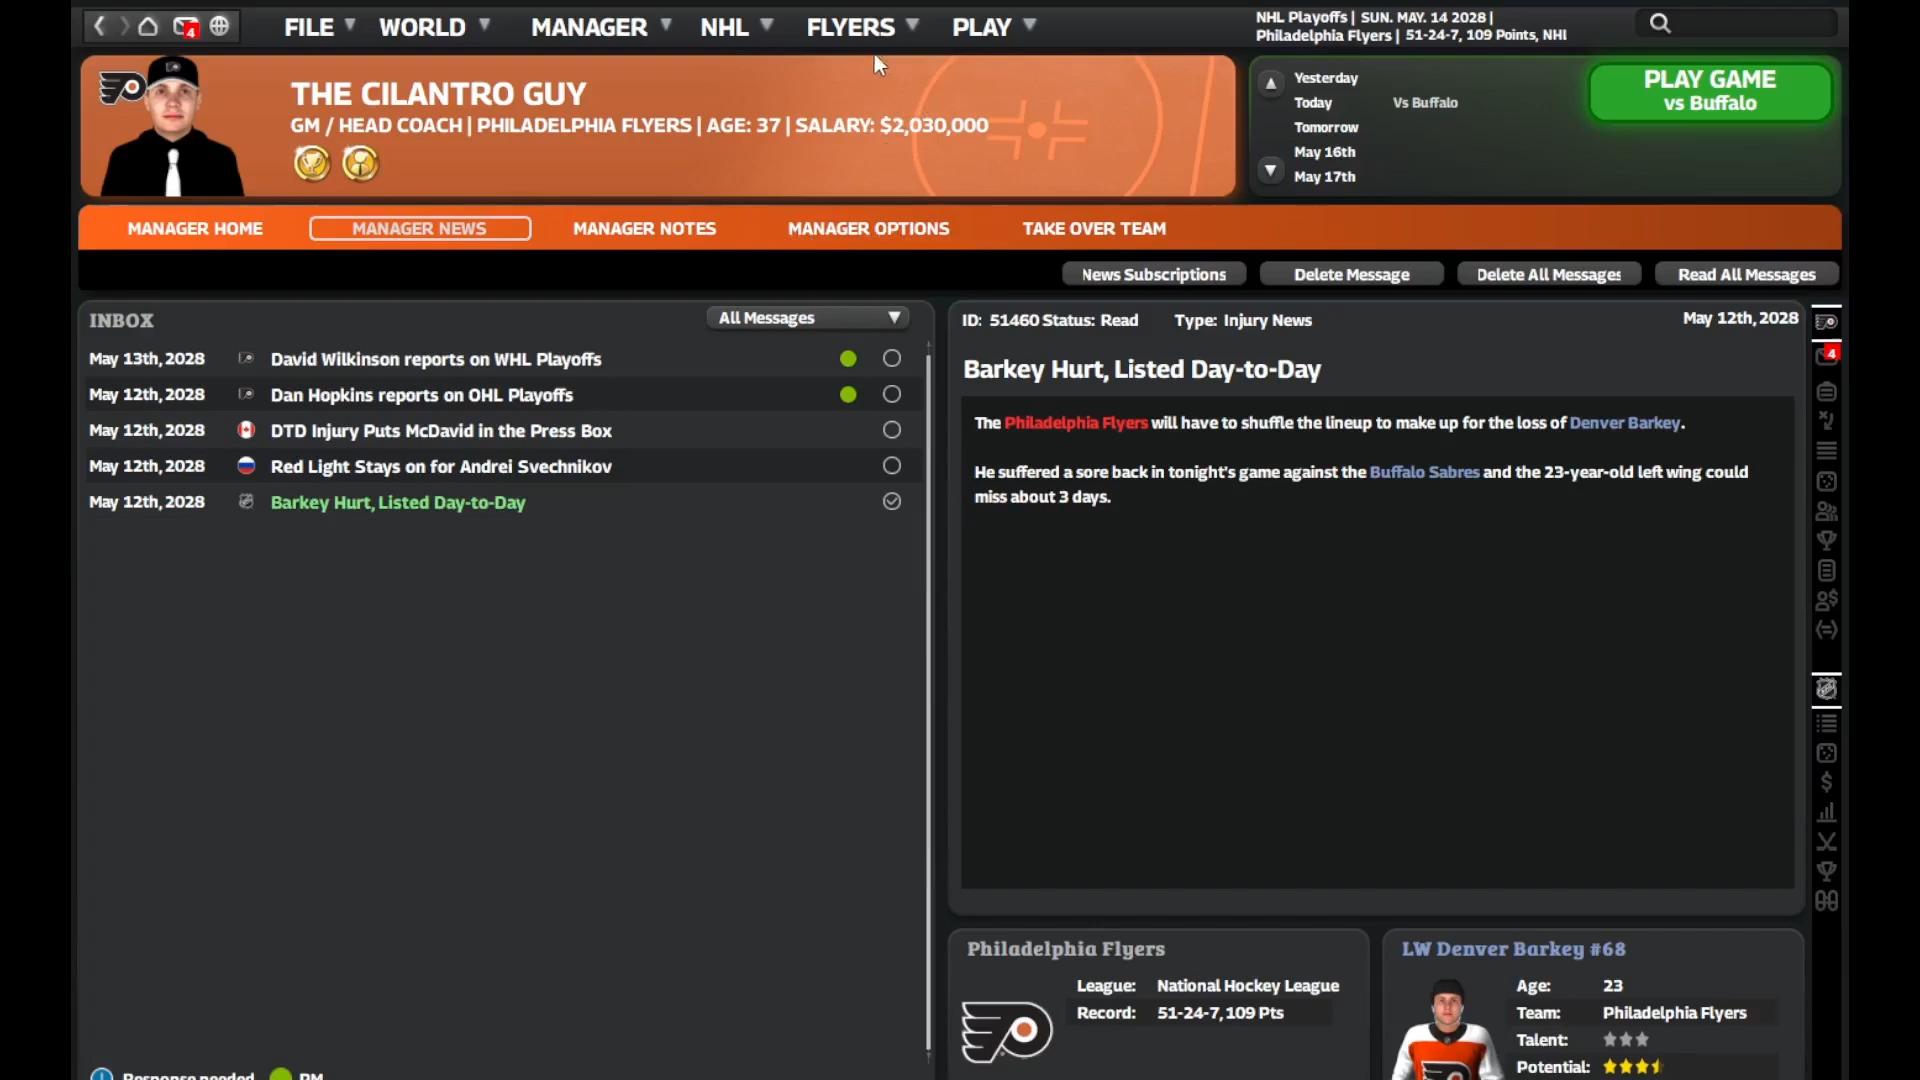 4
FILE
WORLD
MANAGER
NHL
FLYERS
PLAY
NHL Playoffs | SUN. MAY. 14 2028 |
Philadelphia Flyers | 51-24-7, 109 Points, NHI
THE CILANTRO GUY
GM / HEAD COACH | PHILADELPHIA FLYERS | AGE: 37 | SALARY: $2,030,000
Yesterday
Today Vs Buffalo
Tomorrow
May 16th
May 17th
PLAY GAME
vs Buffalo
MANAGER HOME
MANAGER NEWS
MANAGER NOTES
MANAGER OPTIONS
TAKE OVER TEAM
News Subscriptions
Delete Message
Delete All Messages
Read All Messages
INBOX
All Messages
May 13th, 2028 David Wilkinson reports on WHL Playoffs
May 12th, 2028 Dan Hopkins reports on OHL Playoffs
May 12th, 2028 DTD Injury Puts McDavid in the Press Box
May 12th, 2028 Red Light Stays on for Andrei Svechnikov
May 12th, 2028 Barkey Hurt, Listed Day-to-Day
Response needed
PM
ID: 51460 Status: Read Type: Injury News May 12th, 2028
Barkey Hurt, Listed Day-to-Day
The Philadelphia Flyers will have to shuffle the lineup to make up for the loss of Denver Barkey.
He suffered a sore back in tonight's game against the Buffalo Sabres and the 23-year-old left wing could
miss about 3 days.
4
Philadelphia Flyers
League: National Hockey League
Record: 51-24-7, 109 Pts
LW Denver Barkey #68
Age: 23
Team: Philadelphia Flyers
Talent:
Potential: